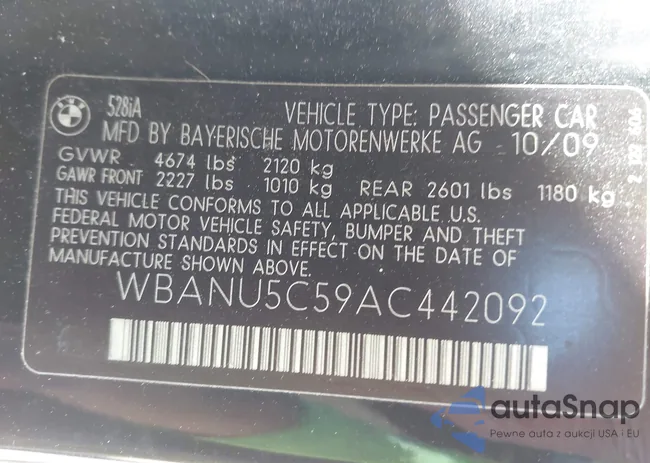 BMW
528iA
VEHICLE TYPE: PASSENGER CAR
MFD BY BAYERISCHE MOTORENWERKE AG 10/09
GVWR 4674 lbs 2120 kg
GAWR FRONT 2227 lbs 1010 kg REAR 2601 lbs 1180 kg
THIS VEHICLE CONFORMS TO ALL APPLICABLE U.S.
FEDERAL MOTOR VEHICLE SAFETY, BUMPER AND THEFT
PREVENTION STANDARDS IN EFFECT ON THE DATE OF
MANUFACTURE SHOWN ABOVE.
WBANU5C59AC442092
autaSnap
Pewne auta z aukcji USA i EU